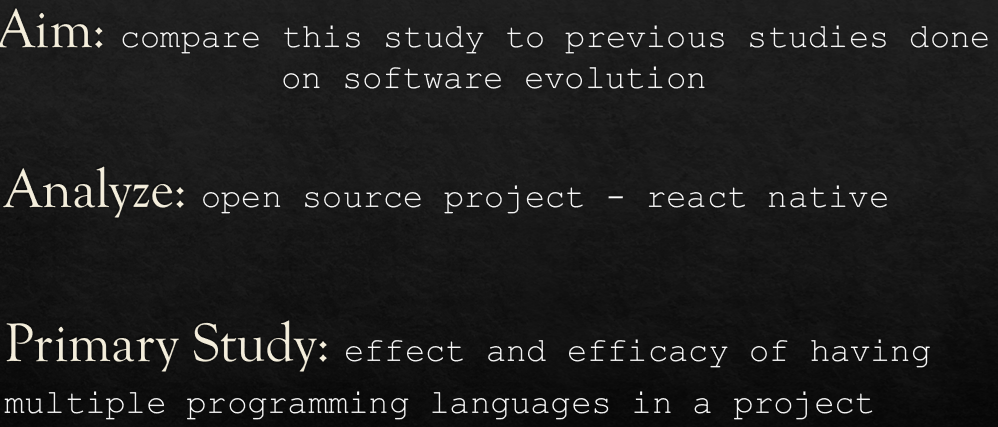 Aim: compare this study to previous studies done
on software evolution
Analyze: open source project - react native
Primary Study: effect and efficacy of having
multiple programming languages in a project